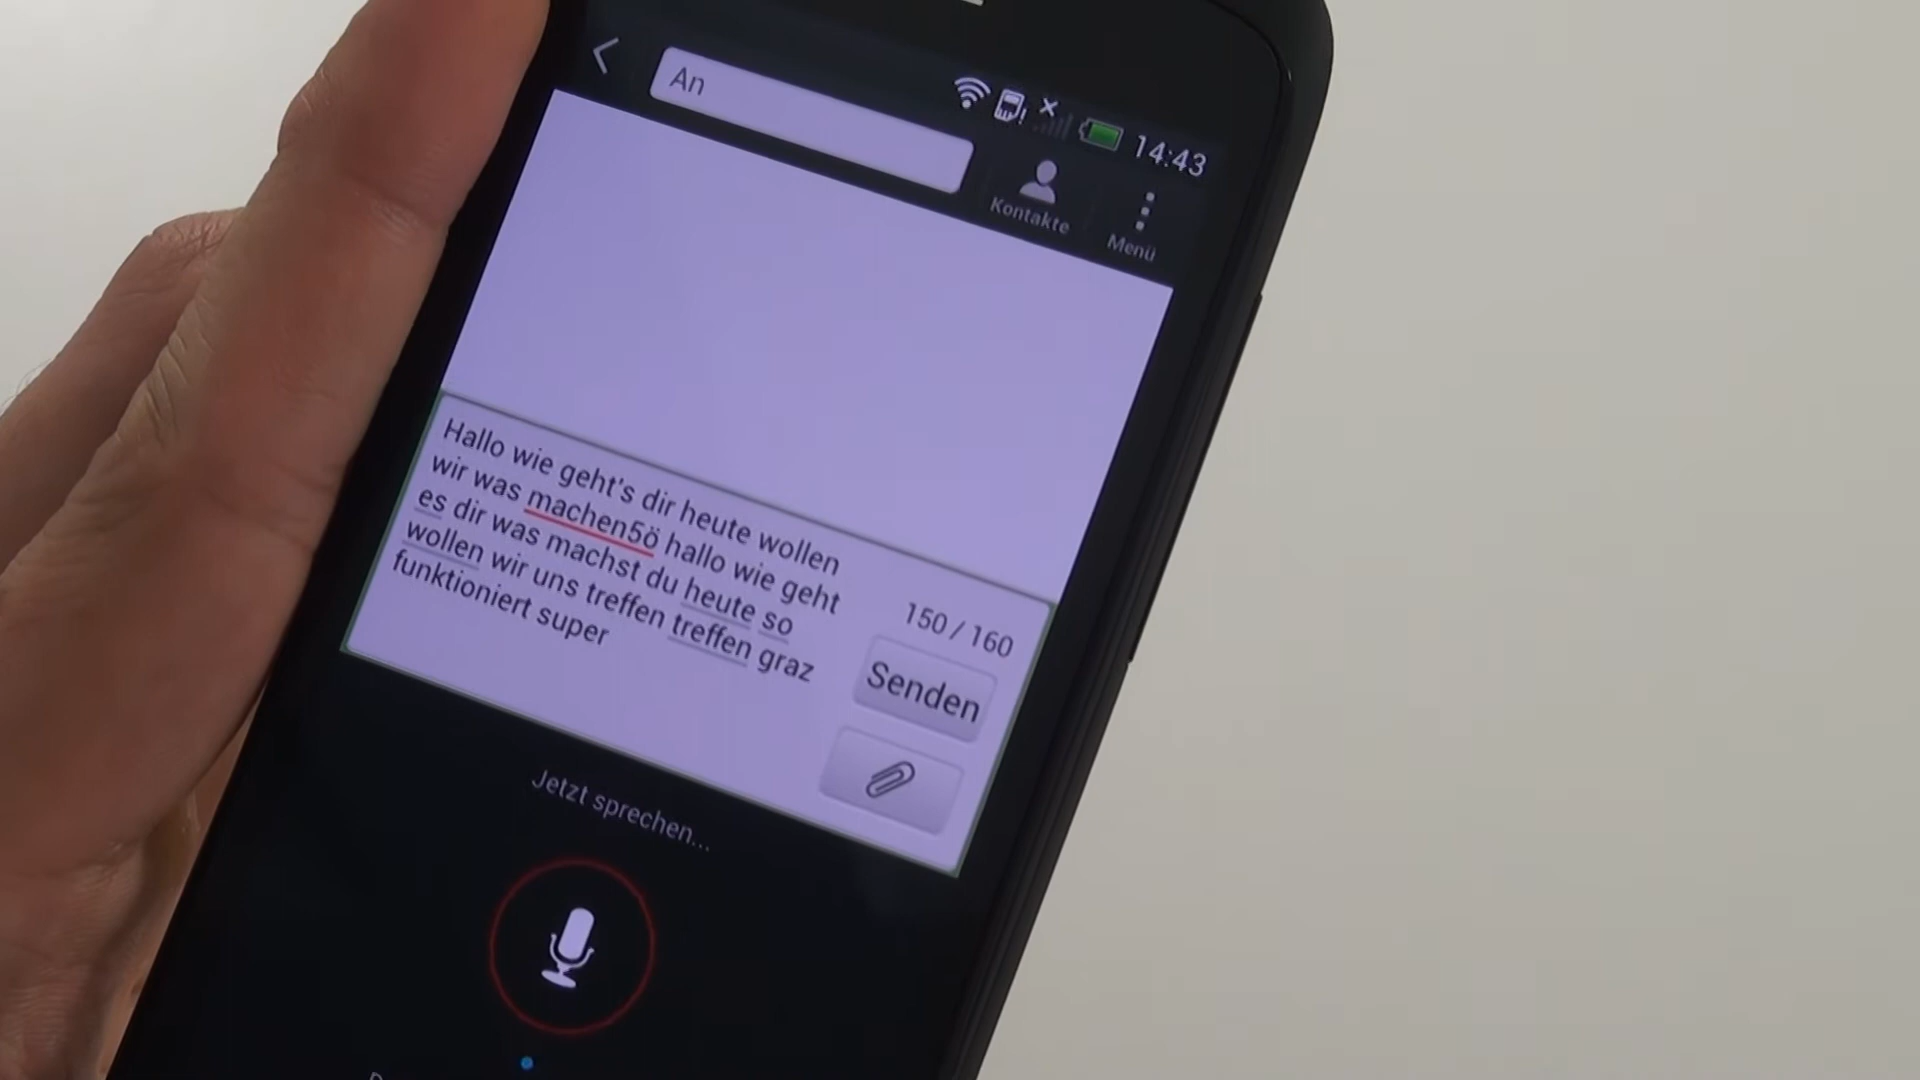 14:43
An
Kontakte
Menü
Hallo wie geht's dir heute wollen
wir was machen5ö hallo wie geht
es dir was machst du heute so
wollen wir uns treffen treffen graz
funktioniert super
150 / 160
Senden
Jetzt sprechen...